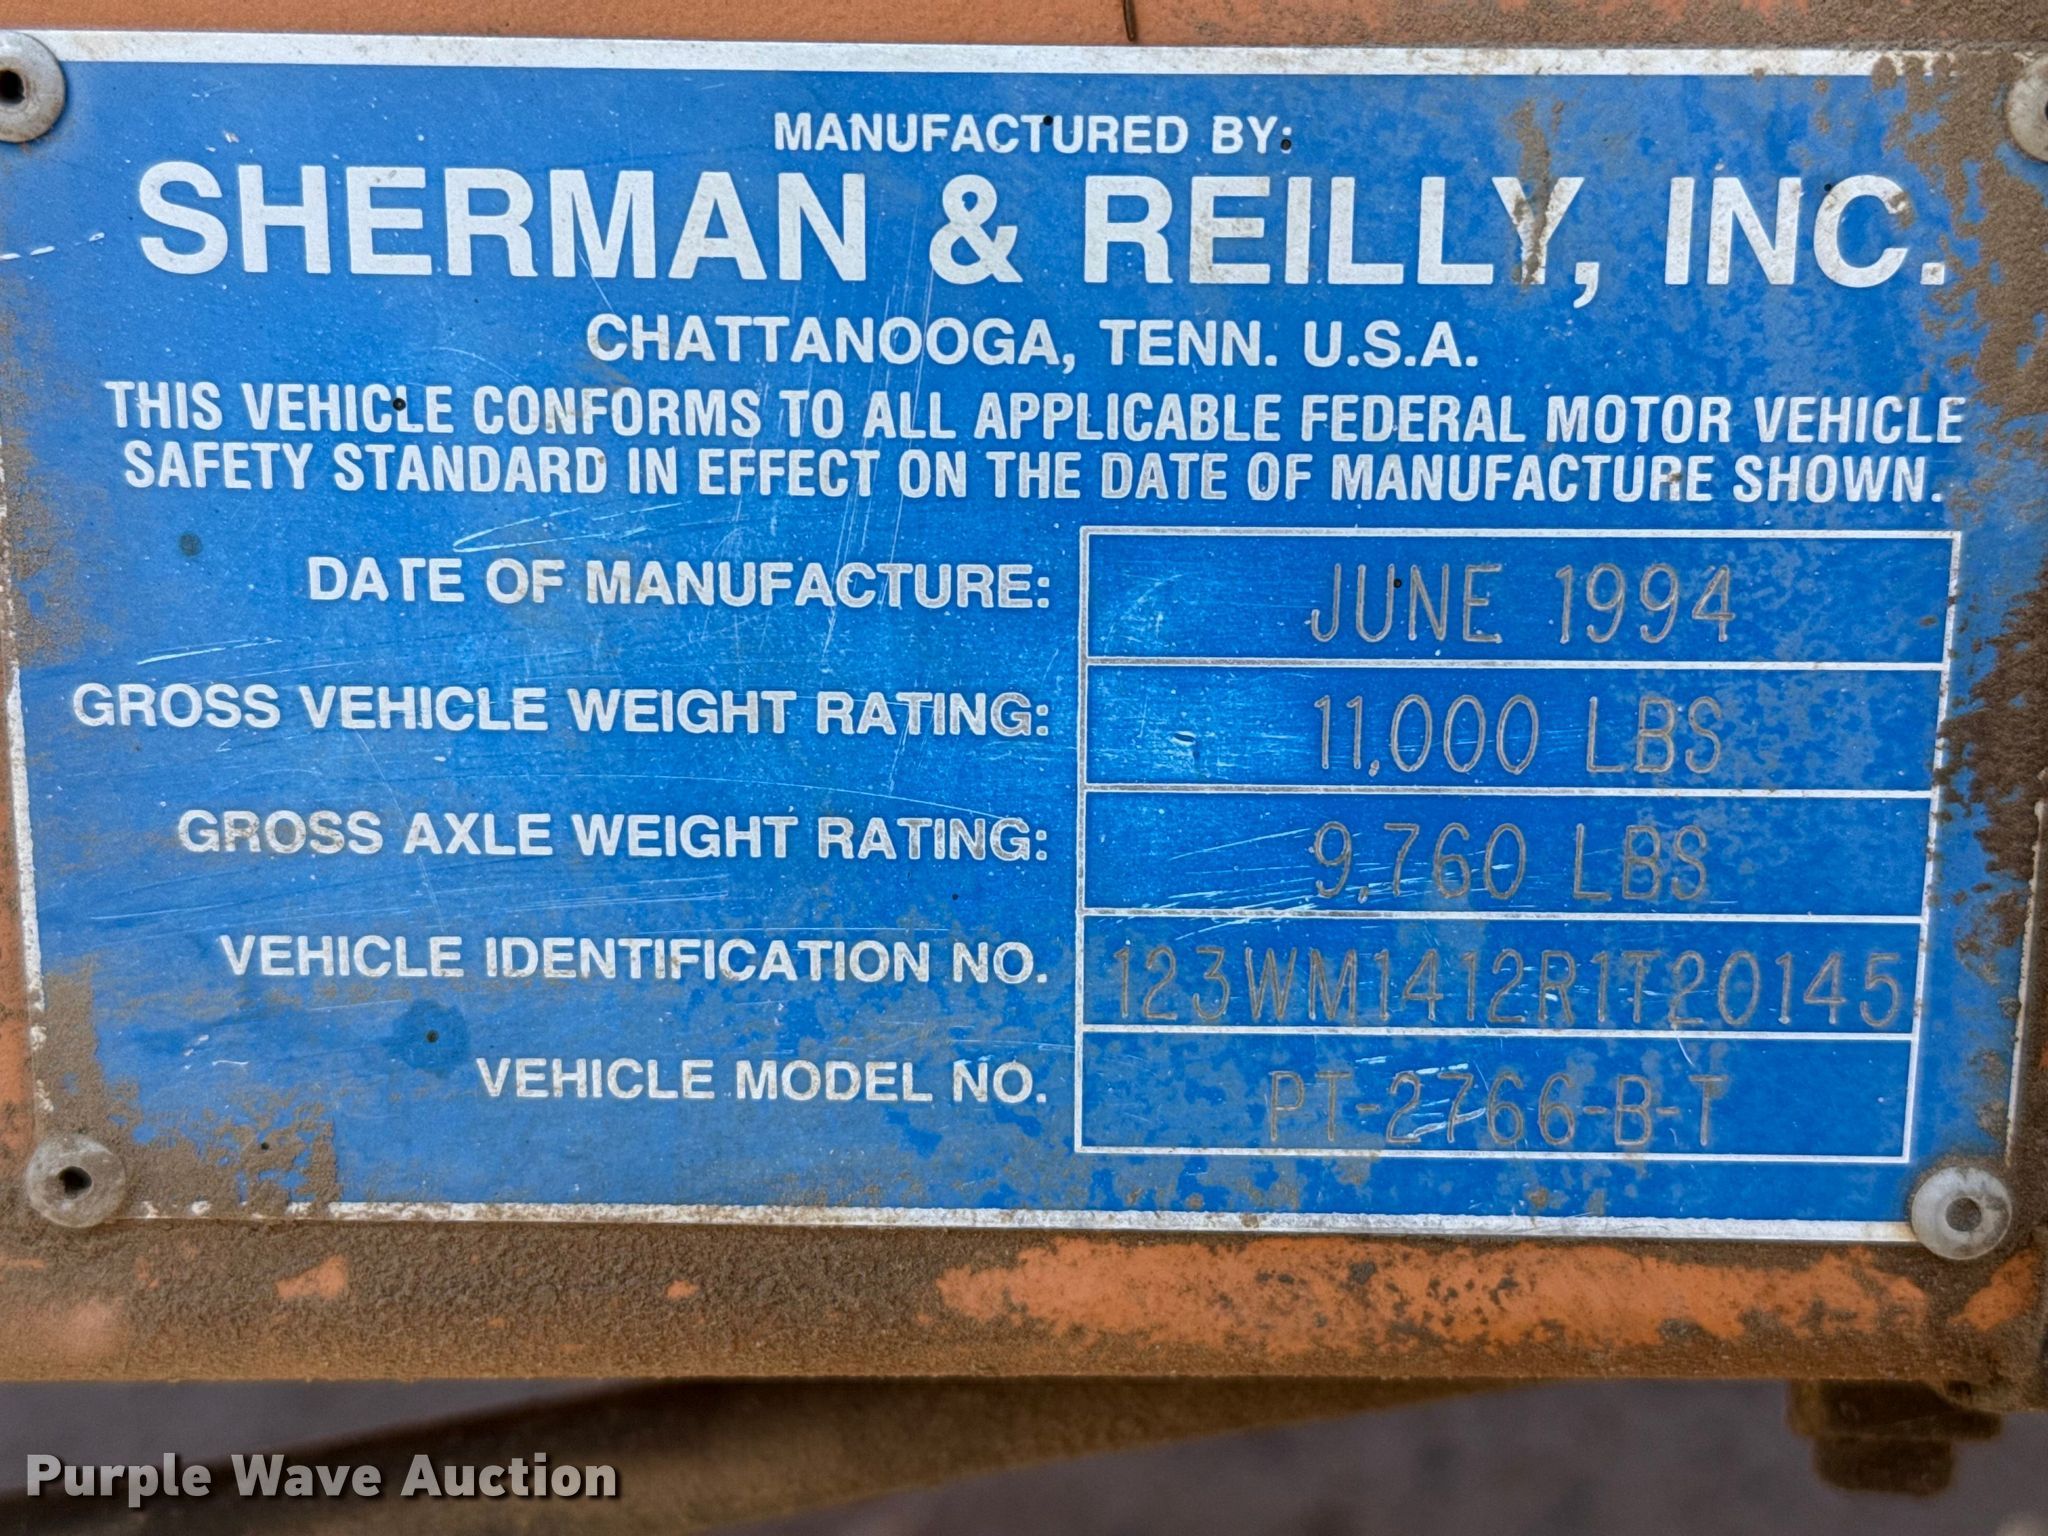 MANUFACTURED BY:
SHERMAN & REILLY, INC.
CHATTANOOGA, TENN. U.S.A.
THIS VEHICLE CONFORMS TO ALL APPLICABLE FEDERAL MOTOR VEHICLE
SAFETY STANDARD IN EFFECT ON THE DATE OF MANUFACTURE SHOWN.
DATE OF MANUFACTURE: JUNE 1994
GROSS VEHICLE WEIGHT RATING: 11,000 LBS
GROSS AXLE WEIGHT RATING: 9,760 LBS
VEHICLE IDENTIFICATION NO. 123WM1412R1T20145
VEHICLE MODEL NO. PT-2766-B-T
Purple Wave Auction